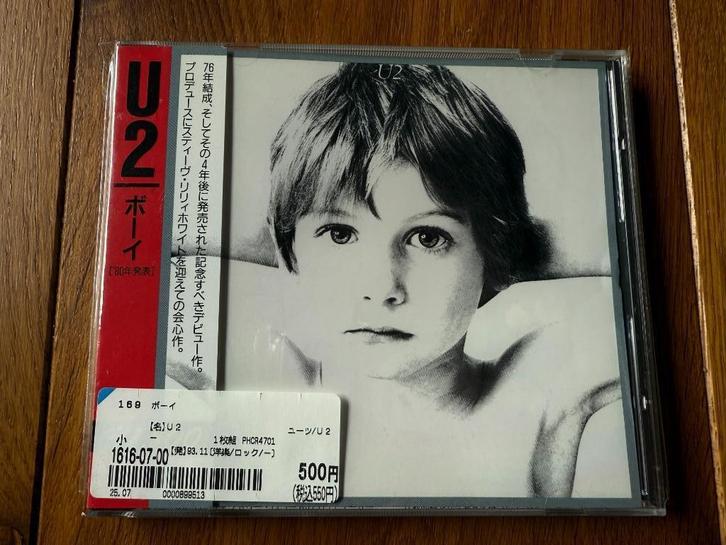 U2
ボーイ
['80年発表]
76年結成、そしてその4年後に発売された記念すべきデビュー作。
プロデュースにスティーヴ・リリィホワイトを迎えての会心作。
U2
169 ボーイ
【名】U2
ユーツ/U2
小 ー
1枚組 PHCR4701
1616-07-00
【発】93.11[洋楽/ロック/ー]
500円
(税込550円)
25.07
0000899513